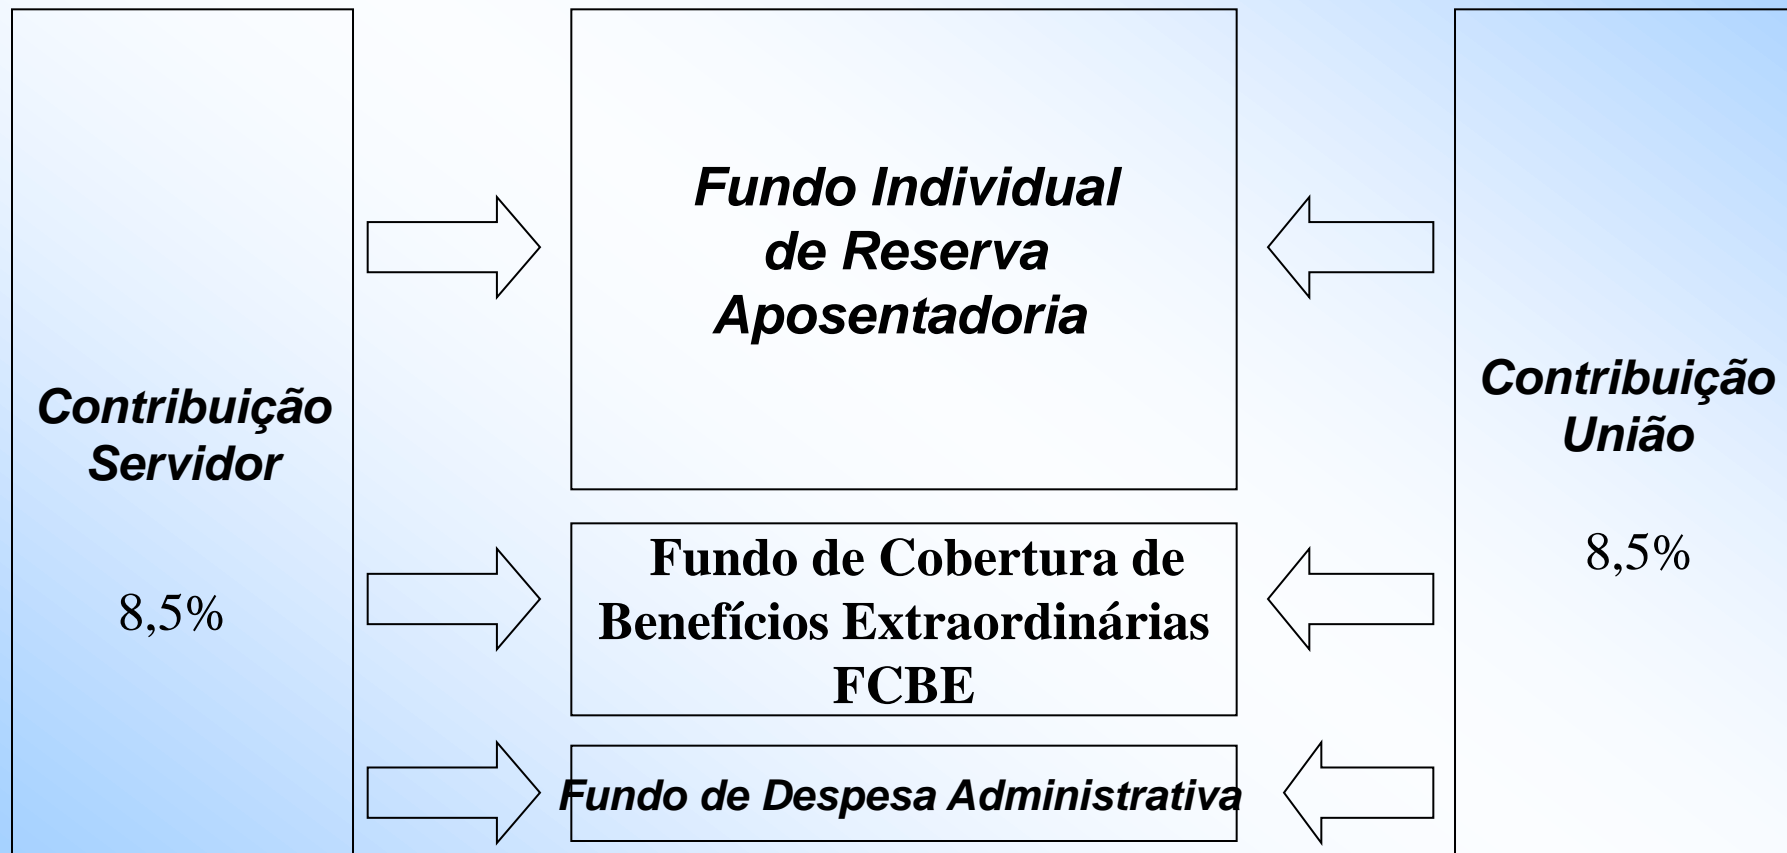 Contribuição
Servidor
8,5%
Fundo Individual
de Reserva
Aposentadoria
Fundo de Cobertura de
Benefícios Extraordinárias
FCBE
Fundo de Despesa Administrativa
Contribuição
União
8,5%